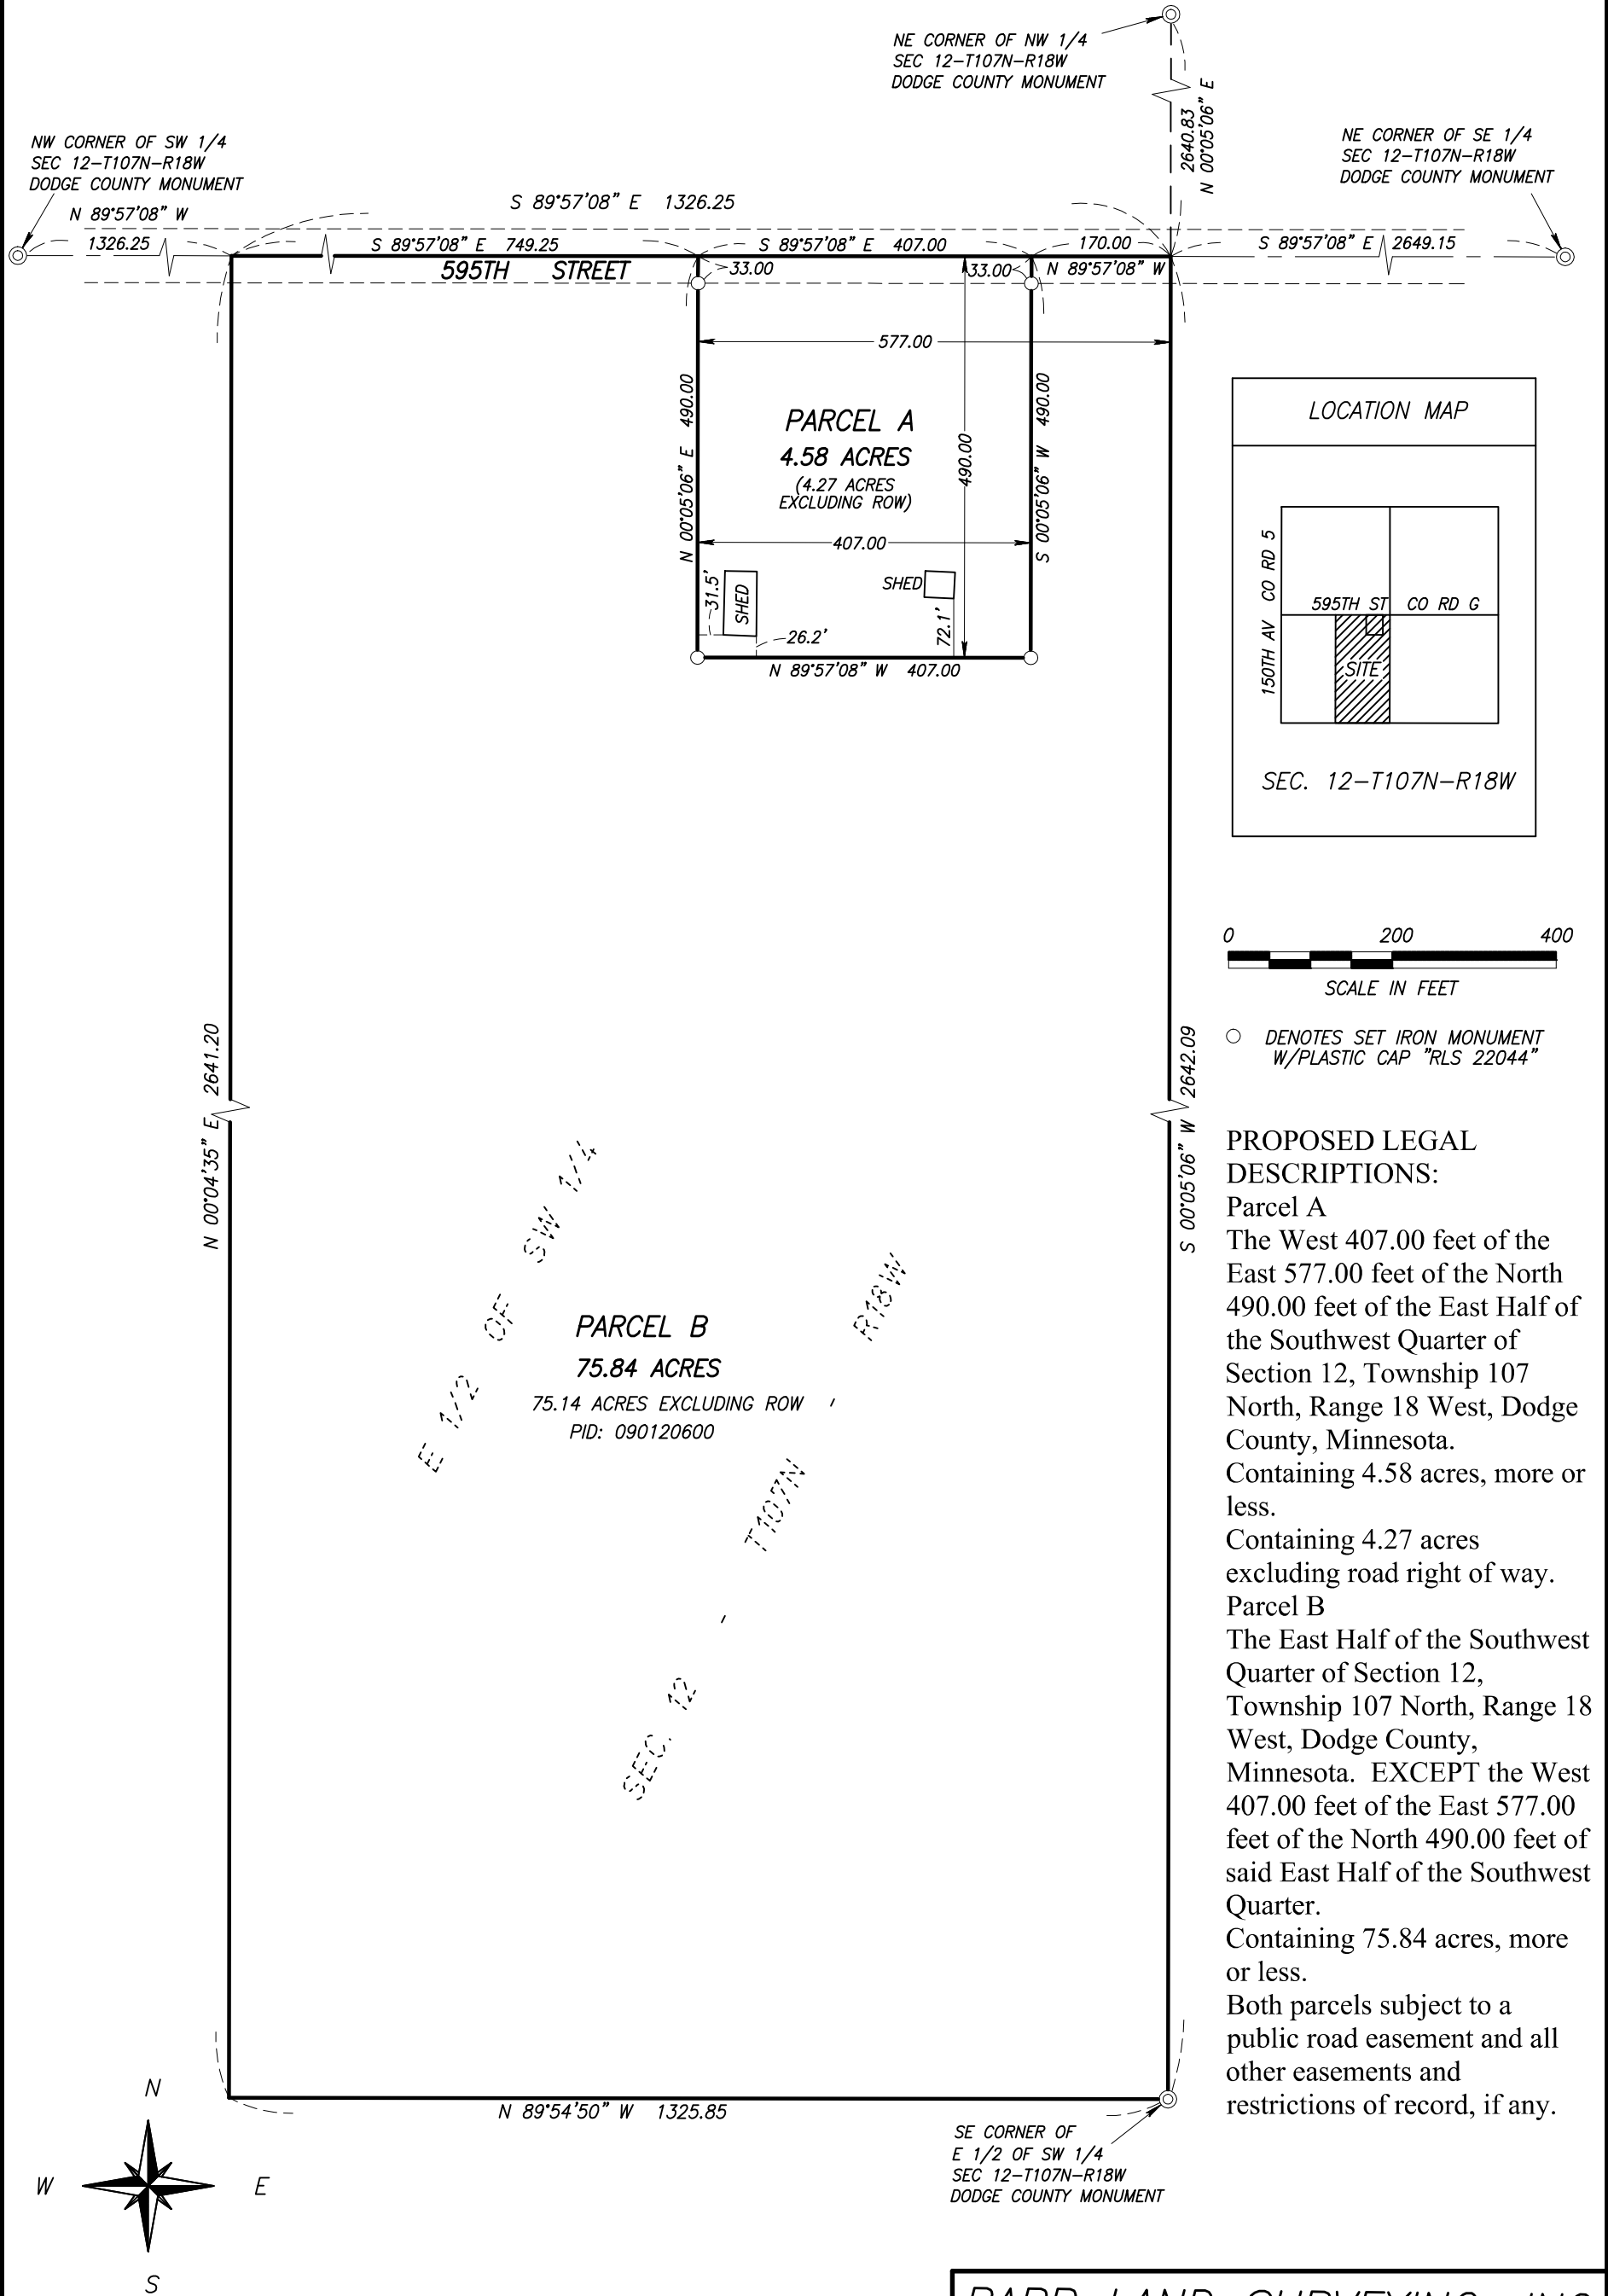 NE CORNER OF NW 1/4
SEC 12-T107N-R18W
DODGE COUNTY MONUMENT
2640.83
N 00°05'06" E
NW CORNER OF SW 1/4
SEC 12-T107N-R18W
DODGE COUNTY MONUMENT
NE CORNER OF SE 1/4
SEC 12-T107N-R18W
DODGE COUNTY MONUMENT
N 89°57'08" W
1326.25
S 89°57'08" E 1326.25
S 89°57'08" E 749.25
S 89°57'08" E 407.00
170.00
S 89°57'08" E 2649.15
595TH STREET
33.00
33.00
N 89°57'08" W
577.00
N 00°05'06" E 490.00
PARCEL A
4.58 ACRES
(4.27 ACRES
EXCLUDING ROW)
490.00
S 00°05'06" W 490.00
407.00
31.5'
SHED
26.2'
SHED
72.1'
N 89°57'08" W 407.00
LOCATION MAP
150TH AV CO RD 5
595TH ST CO RD G
SITE
SEC. 12-T107N-R18W
0 200 400
SCALE IN FEET
DENOTES SET IRON MONUMENT
W/PLASTIC CAP "RLS 22044"
N 00°04'35" E 2641.20
S 00°05'06" W 2642.09
E 1/2 OF SW 1/4
SEC. 12 - T107N - R18W
PARCEL B
75.84 ACRES
75.14 ACRES EXCLUDING ROW
PID: 090120600
PROPOSED LEGAL
DESCRIPTIONS:
Parcel A
The West 407.00 feet of the
East 577.00 feet of the North
490.00 feet of the East Half of
the Southwest Quarter of
Section 12, Township 107
North, Range 18 West, Dodge
County, Minnesota.
Containing 4.58 acres, more or
less.
Containing 4.27 acres
excluding road right of way.
Parcel B
The East Half of the Southwest
Quarter of Section 12,
Township 107 North, Range 18
West, Dodge County,
Minnesota.  EXCEPT the West
407.00 feet of the East 577.00
feet of the North 490.00 feet of
said East Half of the Southwest
Quarter.
Containing 75.84 acres, more
or less.
Both parcels subject to a
public road easement and all
other easements and
restrictions of record, if any.
N 89°54'50" W 1325.85
SE CORNER OF
E 1/2 OF SW 1/4
SEC 12-T107N-R18W
DODGE COUNTY MONUMENT
N
W E
S
LAND SURVEYING, INC